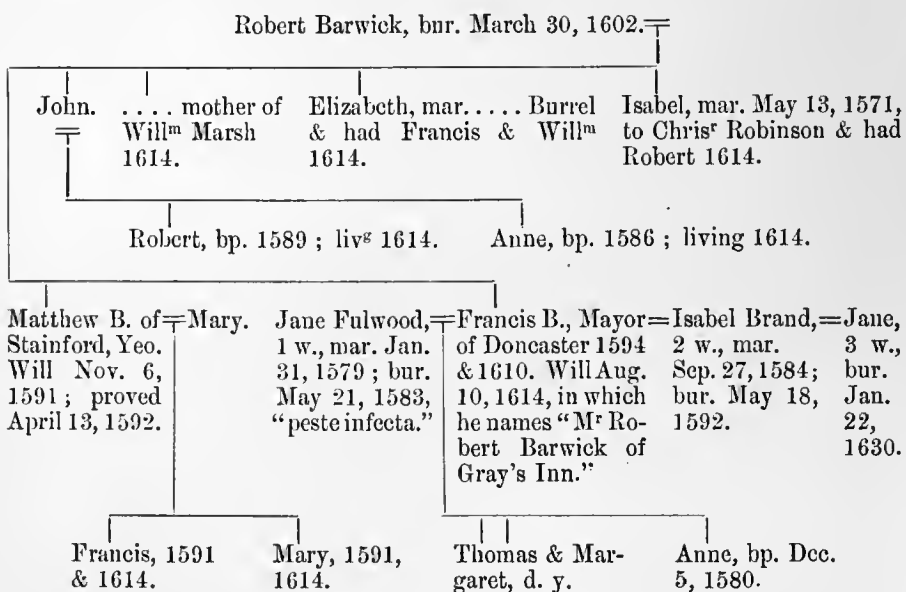 Robert Barwick, bur. March 30, 1602.
John.
.... mother of
Willᵐ Marsh
1614.
Elizabeth, mar..... Burrel
& had Francis & Willᵐ
1614.
Isabel, mar. May 13, 1571,
to Chrisʳ Robinson & had
Robert 1614.
Robert, bp. 1589 ; livᵍ 1614.
Anne, bp. 1586 ; living 1614.
Matthew B. of
Stainford, Yeo.
Will Nov. 6,
1591 ; proved
April 13, 1592.
Mary.
Jane Fulwood,
1 w., mar. Jan.
31, 1579 ; bur.
May 21, 1583,
“peste infecta.”
Francis B., Mayor
of Doncaster 1594
& 1610. Will Aug.
10, 1614, in which
he names “Mʳ Ro-
bert Barwick of
Gray's Inn.”
Isabel Brand,
2 w., mar.
Sep. 27, 1584;
bur. May 18,
1592.
Jane,
3 w.,
bur.
Jan.
22,
1630.
Francis, 1591
& 1614.
Mary, 1591,
1614.
Thomas & Mar-
garet, d. y.
Anne, bp. Dec.
5, 1580.